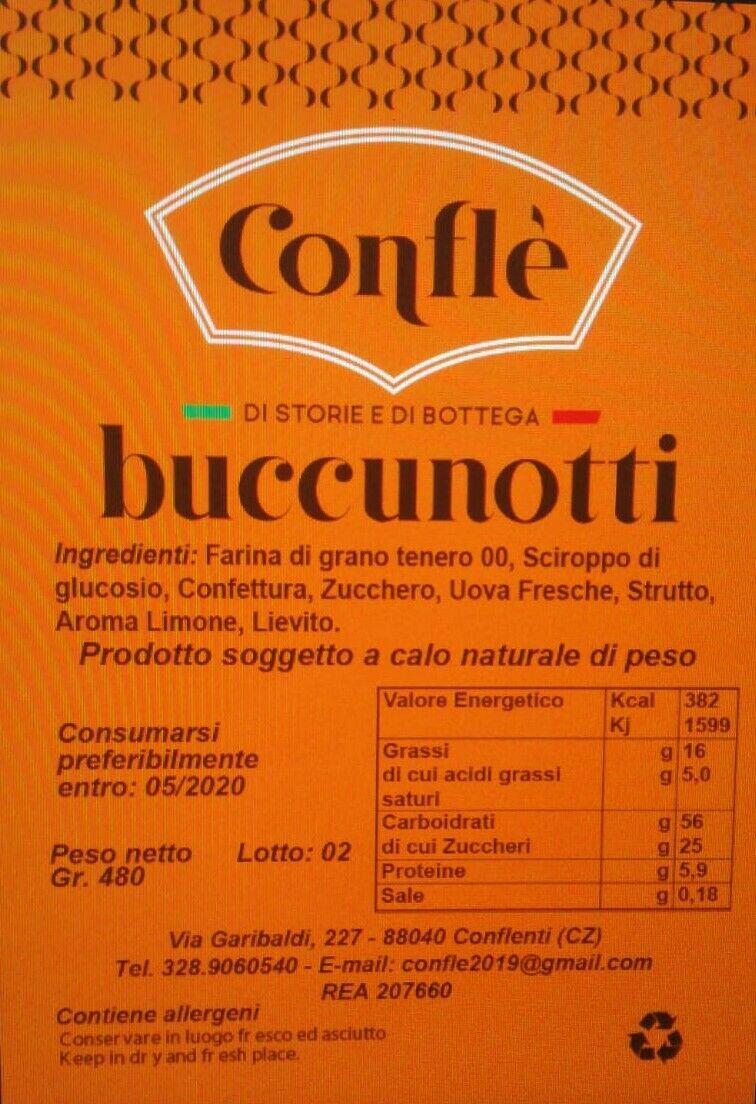 Conflè
DI STORIE E DI BOTTEGA
buccunotti
Ingredienti: Farina di grano tenero 00, Sciroppo di
glucosio, Confettura, Zucchero, Uova Fresche, Strutto,
Aroma Limone, Lievito.
Prodotto soggetto a calo naturale di peso
Consumarsi
preferibilmente
entro: 05/2020
Peso netto Lotto: 02
Gr. 480
Valore Energetico Kcal 382
Kj 1599
Grassi g 16
di cui acidi grassi g 5,0
saturi
Carboidrati g 56
di cui Zuccheri g 25
Proteine g 5,9
Sale g 0,18
Via Garibaldi, 227 - 88040 Conflenti (CZ)
Tel. 328.9060540 - E-mail: confle2019@gmail.com
REA 207660
Contiene allergeni
Conservare in luogo fr esco ed asciutto
Keep in dr y and fr esh place.